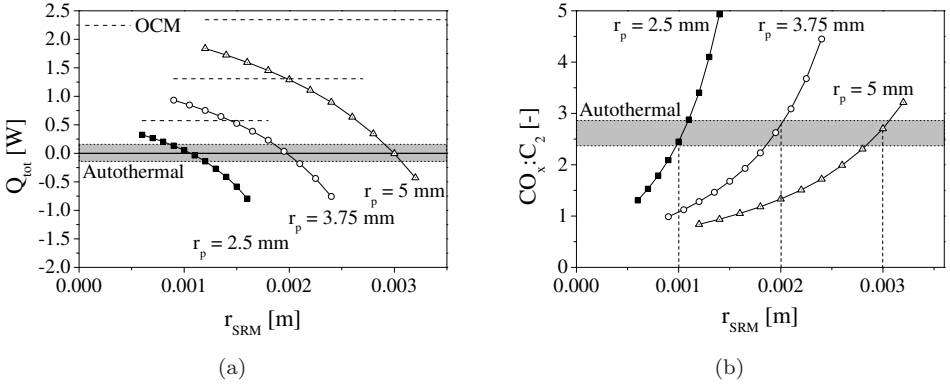 2.5
2.0
1.5
1.0
0.5
0.0
-0.5
-1.0
-1.5
-2.0
Q_tot [W]
OCM
Autothermal
r_p = 5 mm
r_p = 3.75 mm
r_p = 2.5 mm
0.000 0.001 0.002 0.003
r_SRM [m]
(a)
5
4
3
2
1
0
CO_x:C_2 [-]
r_p = 2.5 mm
r_p = 3.75 mm
r_p = 5 mm
Autothermal
0.000 0.001 0.002 0.003
r_SRM [m]
(b)